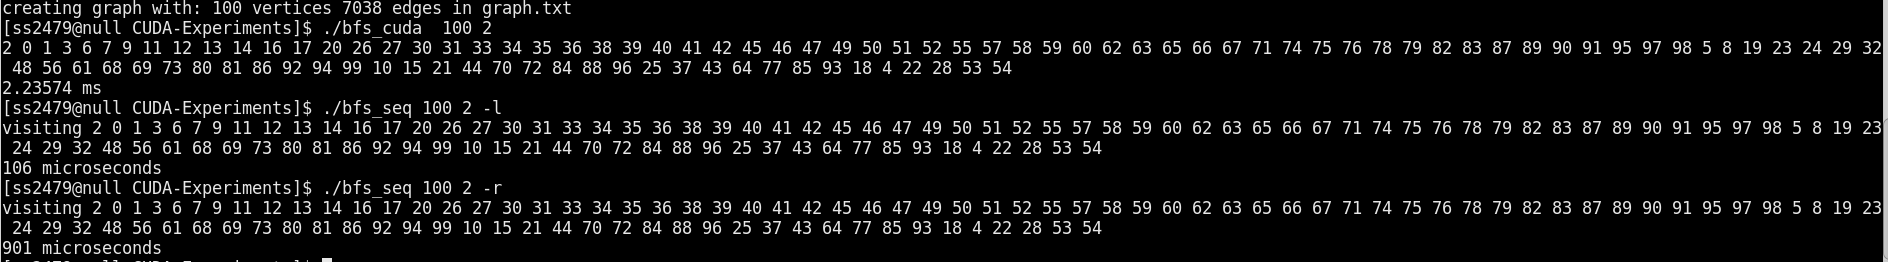 creating graph with: 100 vertices 7038 edges in graph.txt
[ss2479@null CUDA-Experiments]$ ./bfs_cuda  100 2
2 0 1 3 6 7 9 11 12 13 14 16 17 20 26 27 30 31 33 34 35 36 38 39 40 41 42 45 46 47 49 50 51 52 55 57 58 59 60 62 63 65 66 67 71 74 75 76 78 79 82 83 87 89 90 91 95 97 98 5 8 19 23 24 29 32
48 56 61 68 69 73 80 81 86 92 94 99 10 15 21 44 70 72 84 88 96 25 37 43 64 77 85 93 18 4 22 28 53 54
2.23574 ms
[ss2479@null CUDA-Experiments]$ ./bfs_seq 100 2 -l
visiting 2 0 1 3 6 7 9 11 12 13 14 16 17 20 26 27 30 31 33 34 35 36 38 39 40 41 42 45 46 47 49 50 51 52 55 57 58 59 60 62 63 65 66 67 71 74 75 76 78 79 82 83 87 89 90 91 95 97 98 5 8 19 23
24 29 32 48 56 61 68 69 73 80 81 86 92 94 99 10 15 21 44 70 72 84 88 96 25 37 43 64 77 85 93 18 4 22 28 53 54
106 microseconds
[ss2479@null CUDA-Experiments]$ ./bfs_seq 100 2 -r
visiting 2 0 1 3 6 7 9 11 12 13 14 16 17 20 26 27 30 31 33 34 35 36 38 39 40 41 42 45 46 47 49 50 51 52 55 57 58 59 60 62 63 65 66 67 71 74 75 76 78 79 82 83 87 89 90 91 95 97 98 5 8 19 23
24 29 32 48 56 61 68 69 73 80 81 86 92 94 99 10 15 21 44 70 72 84 88 96 25 37 43 64 77 85 93 18 4 22 28 53 54
901 microseconds